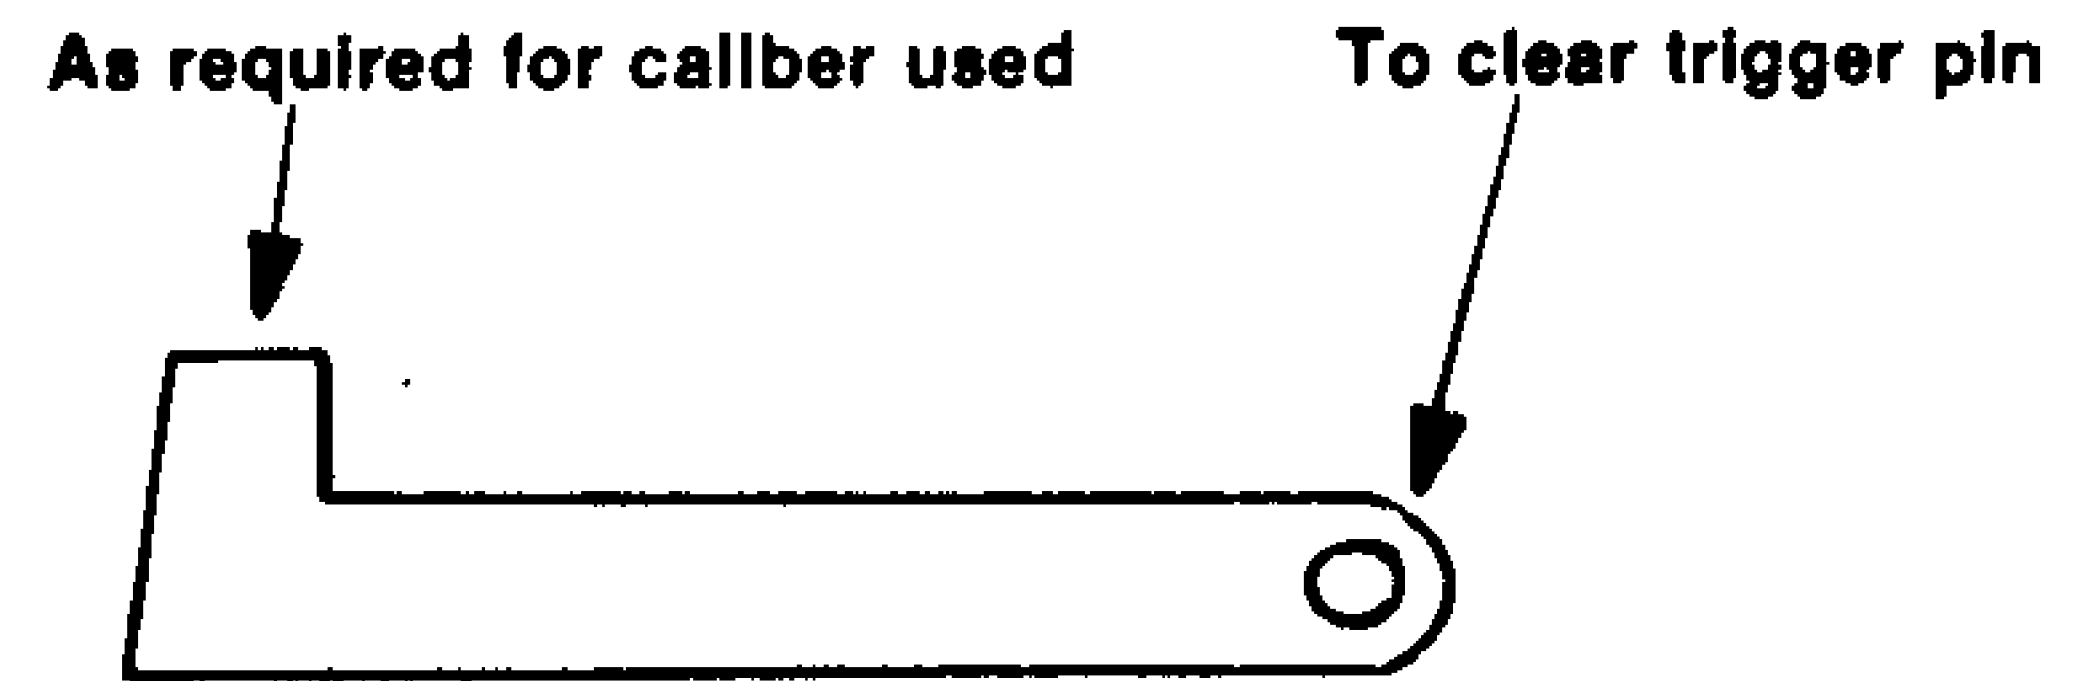 As required for caliber used
To clear trigger pin